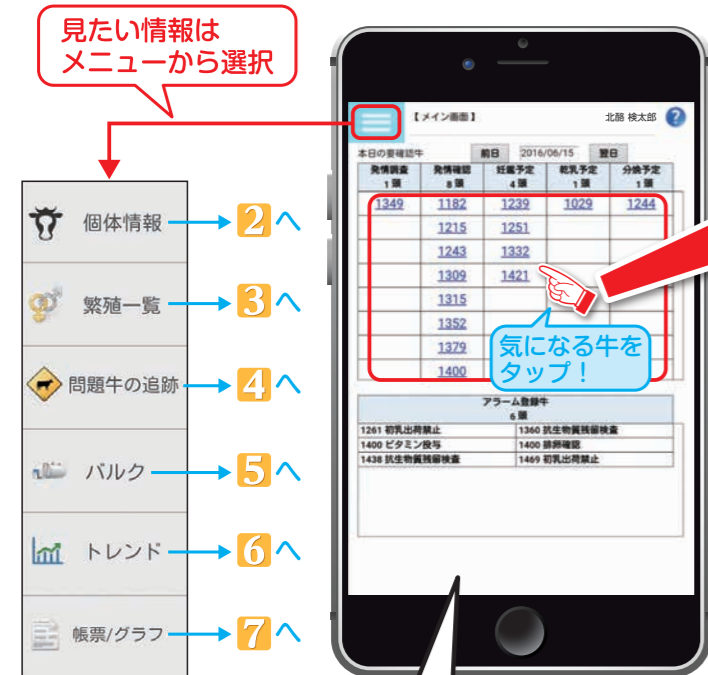 見たい情報は
メニューから選択
【メイン画面】
北酪 検太郎
?
本日の要確認牛
前日 2016/06/15 翌日
発情調査 発情確認 妊鑑予定 乾乳予定 分娩予定
1頭 8頭 4頭 1頭 1頭
1349 1182 1239 1029 1244
1215 1251
1243 1332
1309 1421
1315
1352
1379
1400
気になる牛を
タップ！
アラーム登録牛
6頭
1261 初乳出荷禁止 1360 抗生物質残留検査
1400 ビタミン投与 1400 排卵確認
1438 抗生物質残留検査 1469 初乳出荷禁止
個体情報 2へ
繁殖一覧 3へ
問題牛の追跡 4へ
バルク 5へ
トレンド 6へ
帳票/グラフ 7へ